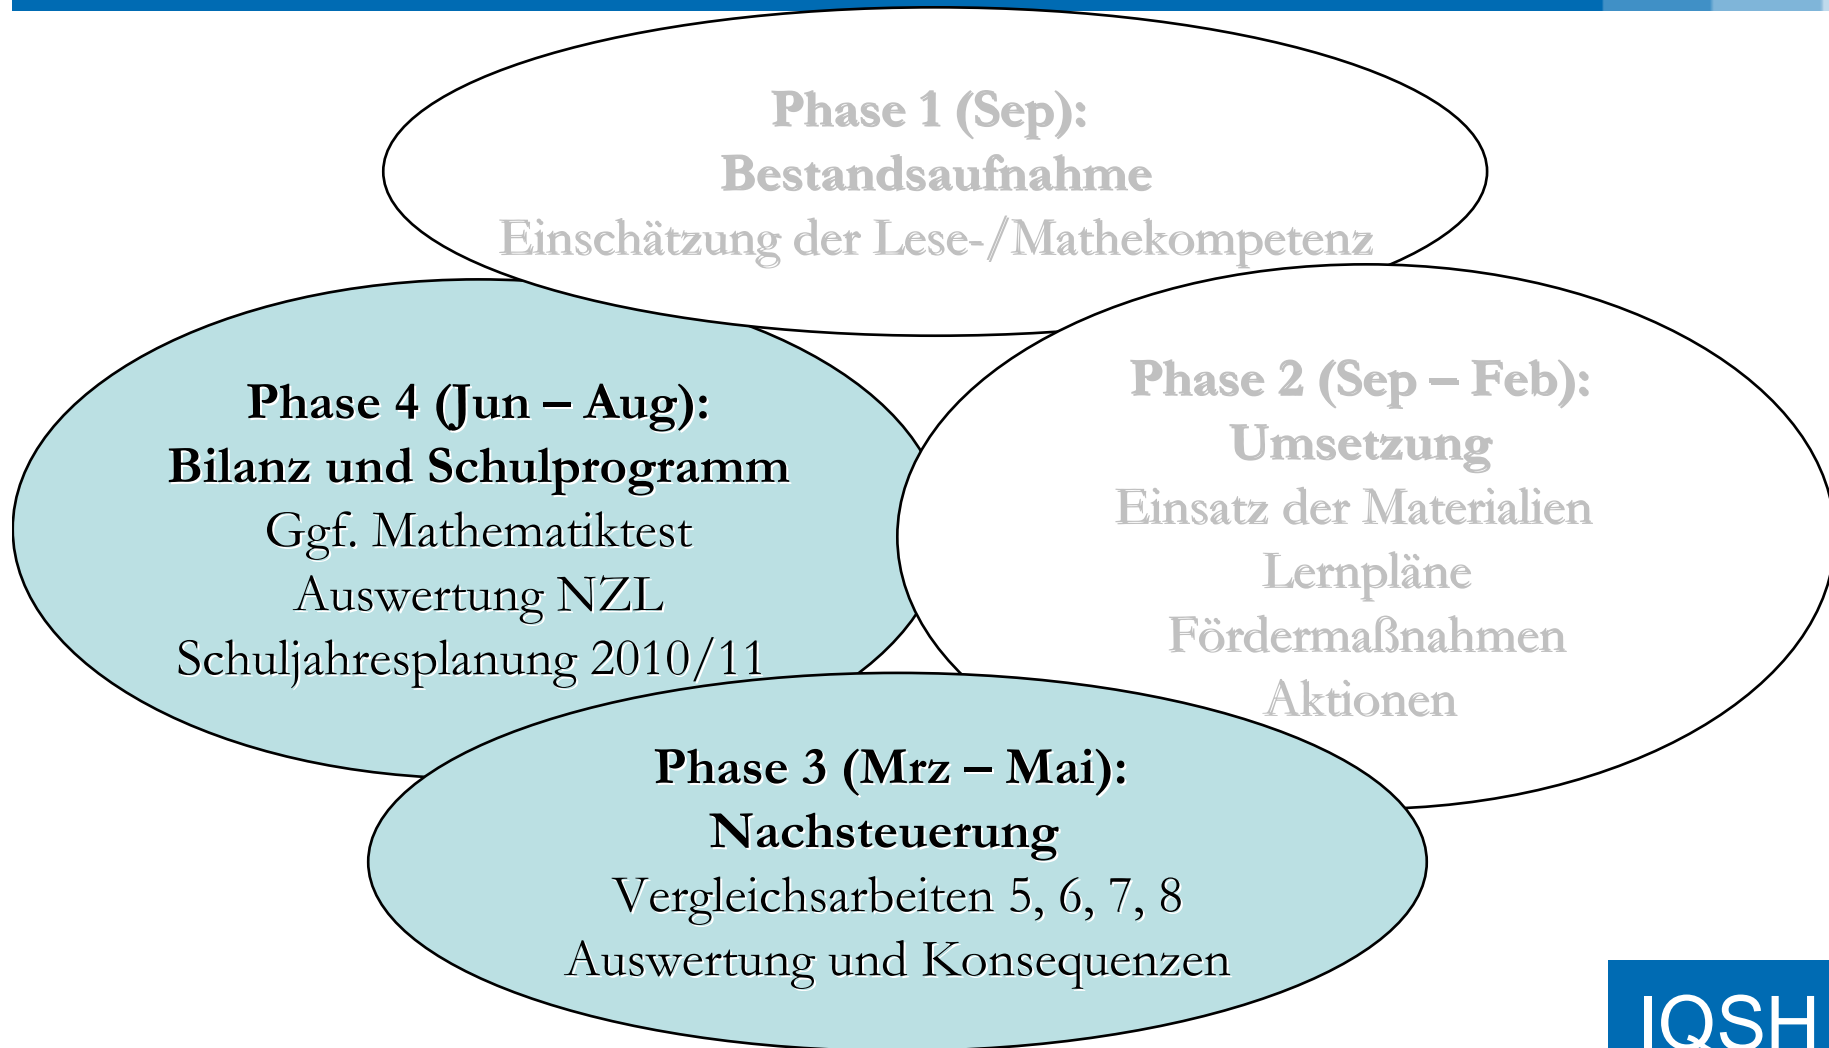 Phase 1 (Sep):
Bestandsaufnahme
Einschätzung der Lese-/Mathekompetenz
Phase 2 (Sep – Feb):
Umsetzung
Einsatz der Materialien
Lernpläne
Fördermaßnahmen
Aktionen
Phase 3 (Mrz – Mai):
Nachsteuerung
Vergleichsarbeiten 5, 6, 7, 8
Auswertung und Konsequenzen
Phase 4 (Jun – Aug):
Bilanz und Schulprogramm
Ggf. Mathematiktest
Auswertung NZL
Schuljahresplanung 2010/11
IQSH